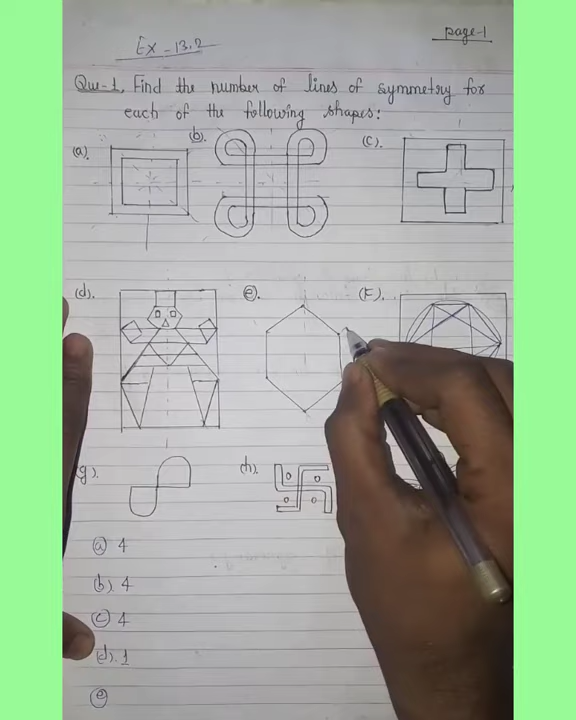 page-1
Ex - 13.2
Que-1. Find the number of lines of symmetry for
each of the following shapes:
(a).
(b).
(c).
(d).
(e).
(F).
g).
(h).
(a) 4
(b). 4
(c) 4
(d). 1
(e)